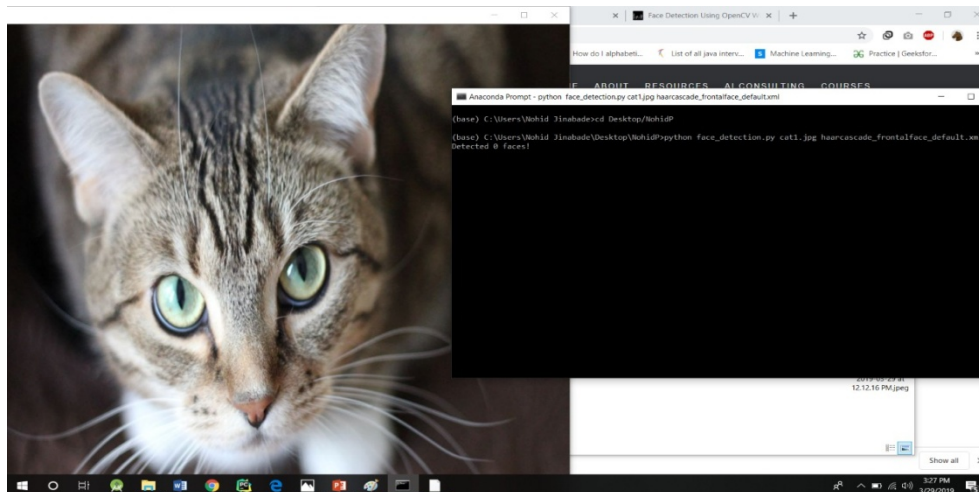 Face Detection Using OpenCV W
How do I alphabeti...
List of all java interv...
Machine Learning...
Practice | Geeksfor...
E ABOUT RESOURCES AI CONSULTING COURSES
Anaconda Prompt - python face_detection.py cat1.jpg haarcascade_frontalface_default.xml
(base) C:\Users\Nohid Jinabade>cd Desktop/NohidP
(base) C:\Users\Nohid Jinabade\Desktop\NohidP>python face_detection.py cat1.jpg haarcascade_frontalface_default.xm
Detected 0 faces!
12.12.16 PM.jpeg
Show all
3:27 PM
3/29/2019